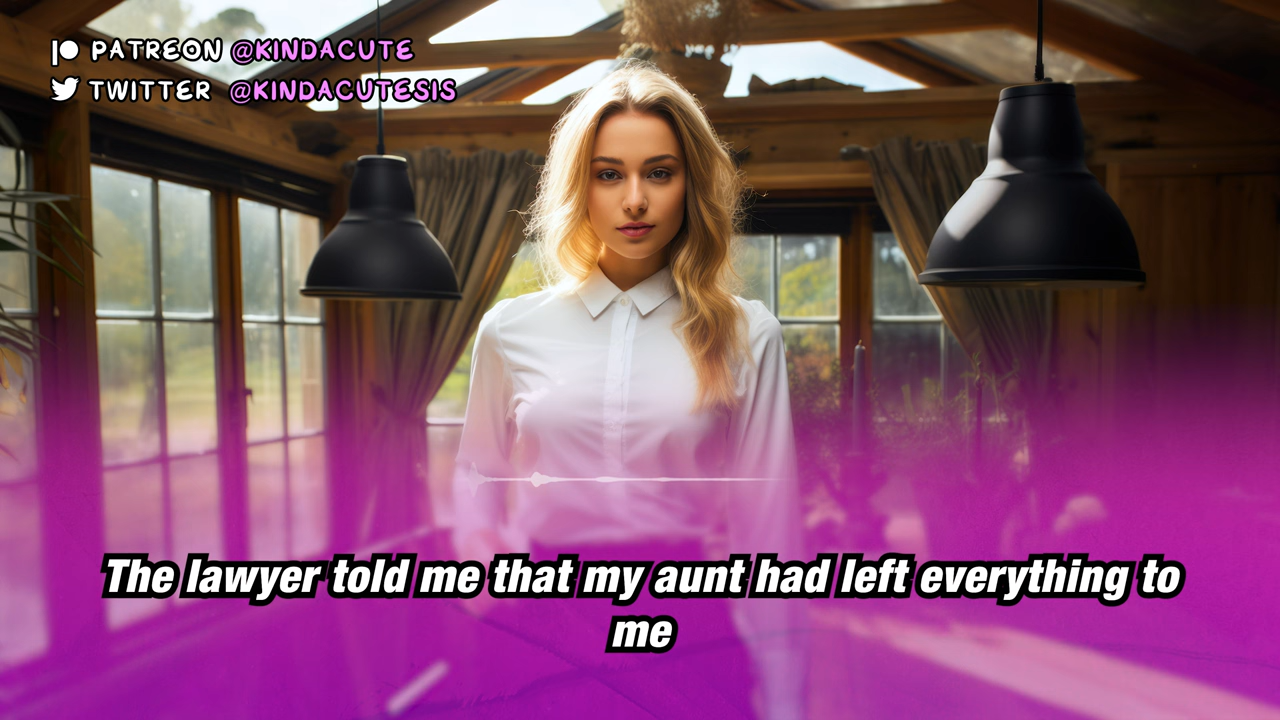 PATREON @KINDACUTE
TWITTER @KINDACUTESIS
The lawyer told me that my aunt had left everything to
me